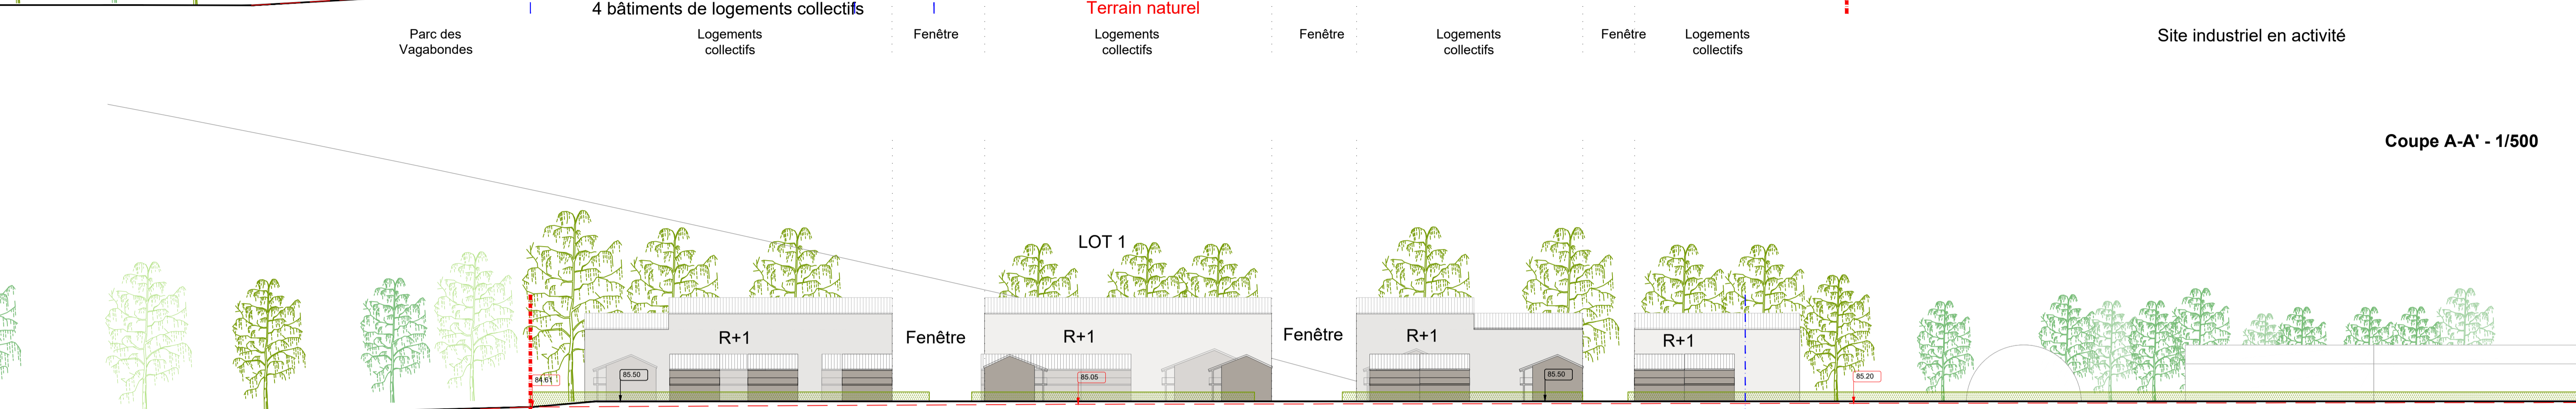 4 bâtiments de logements collectifs
Terrain naturel
Parc des
Vagabondes
Logements
collectifs
Fenêtre
Logements
collectifs
Fenêtre
Logements
collectifs
Fenêtre
Logements
collectifs
Site industriel en activité
Coupe A-A' - 1/500
LOT 1
R+1
Fenêtre
R+1
Fenêtre
R+1
R+1
84.61
85.50
85.05
85.50
85.20